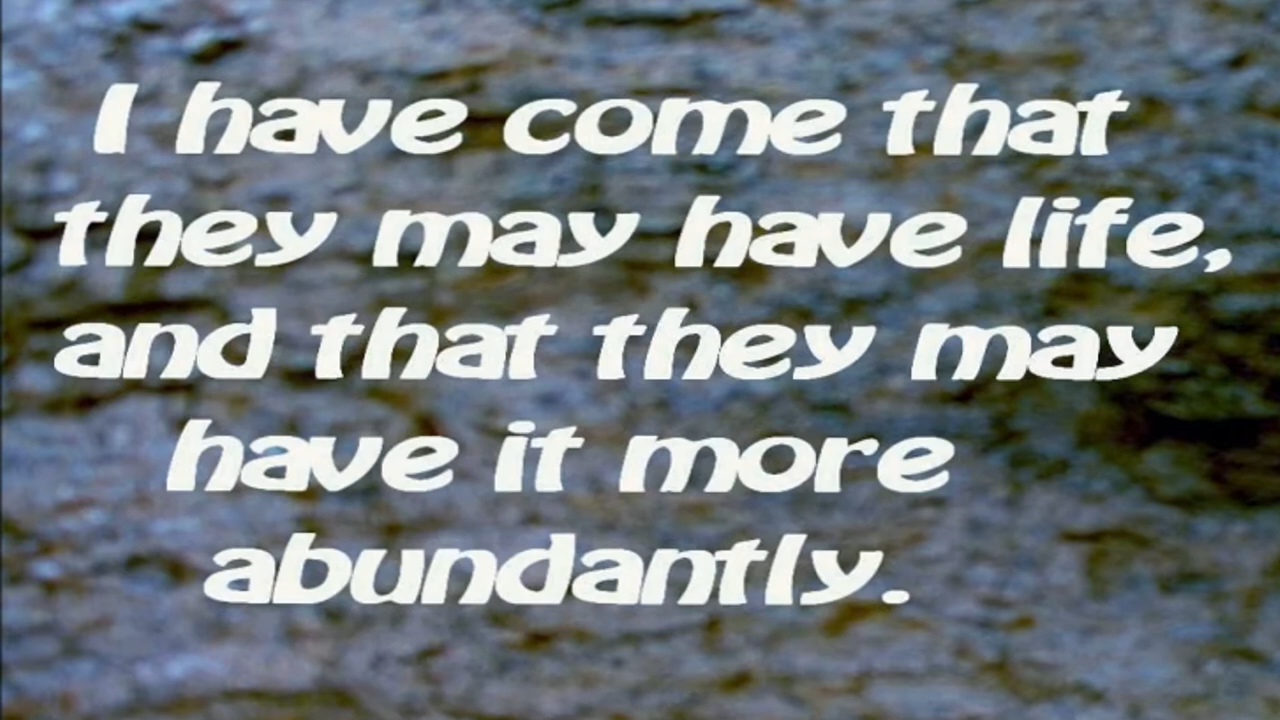 I have come that
they may have life,
and that they may
have it more
abundantly.